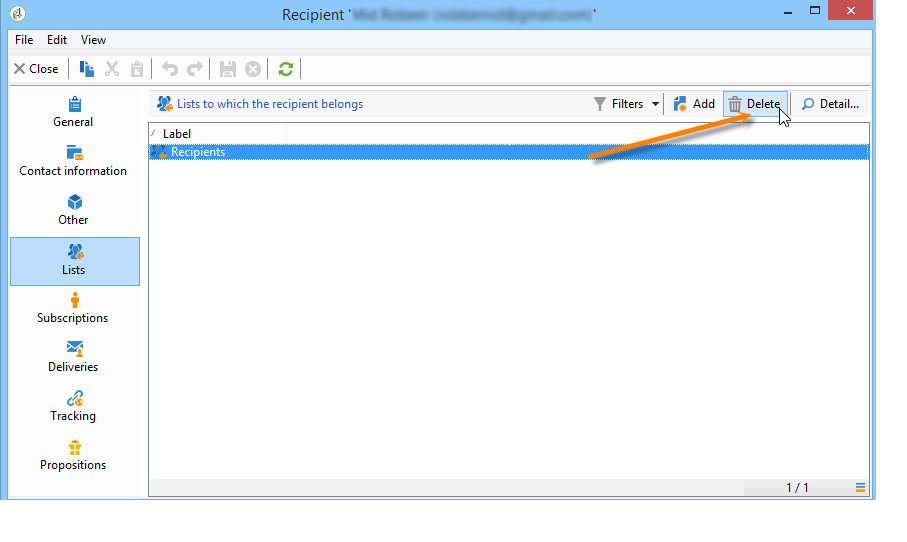 Recipient '
File Edit View
Close
General
Contact information
Other
Lists
Subscriptions
Deliveries
Tracking
Propositions
Lists to which the recipient belongs Filters Add Delete Detail...
Label
Recipients
1 / 1